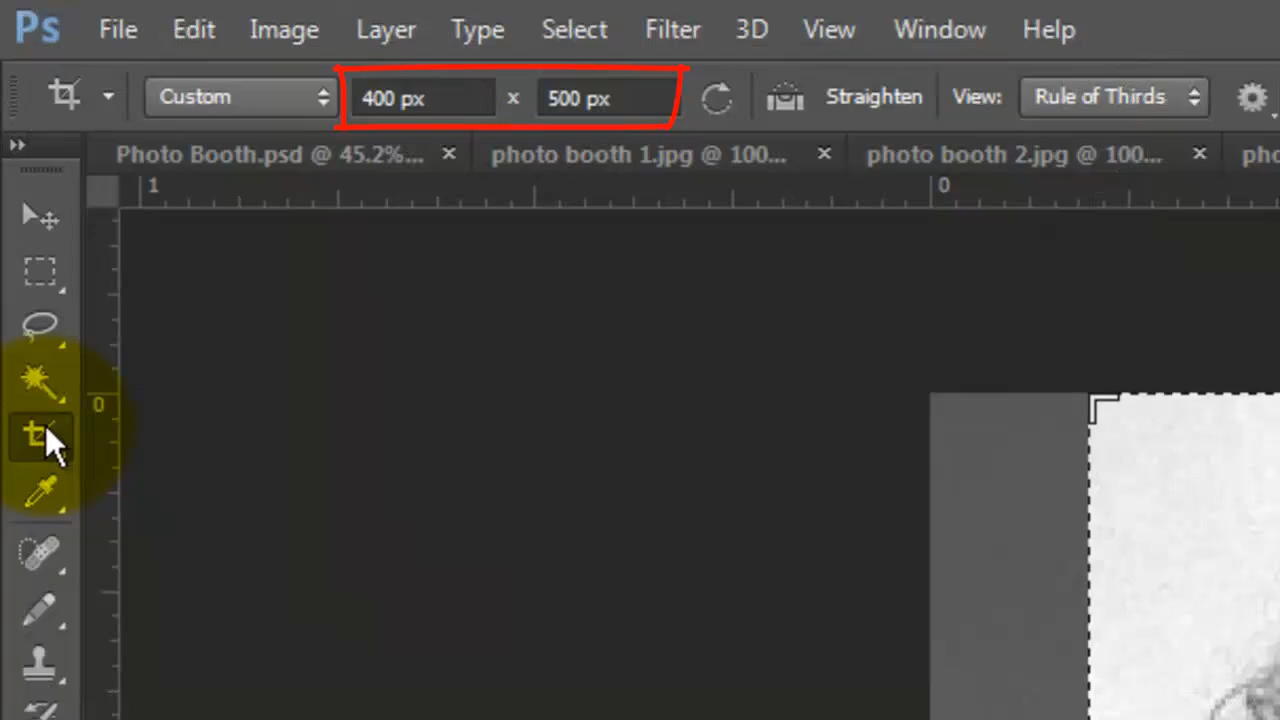 Ps File Edit Image Layer Type Select Filter 3D View Window Help
Custom 400 px x 500 px Straighten View: Rule of Thirds
Photo Booth.psd @ 45.2%... × photo booth 1.jpg @ 100... × photo booth 2.jpg @ 100... × pho
1 0
0